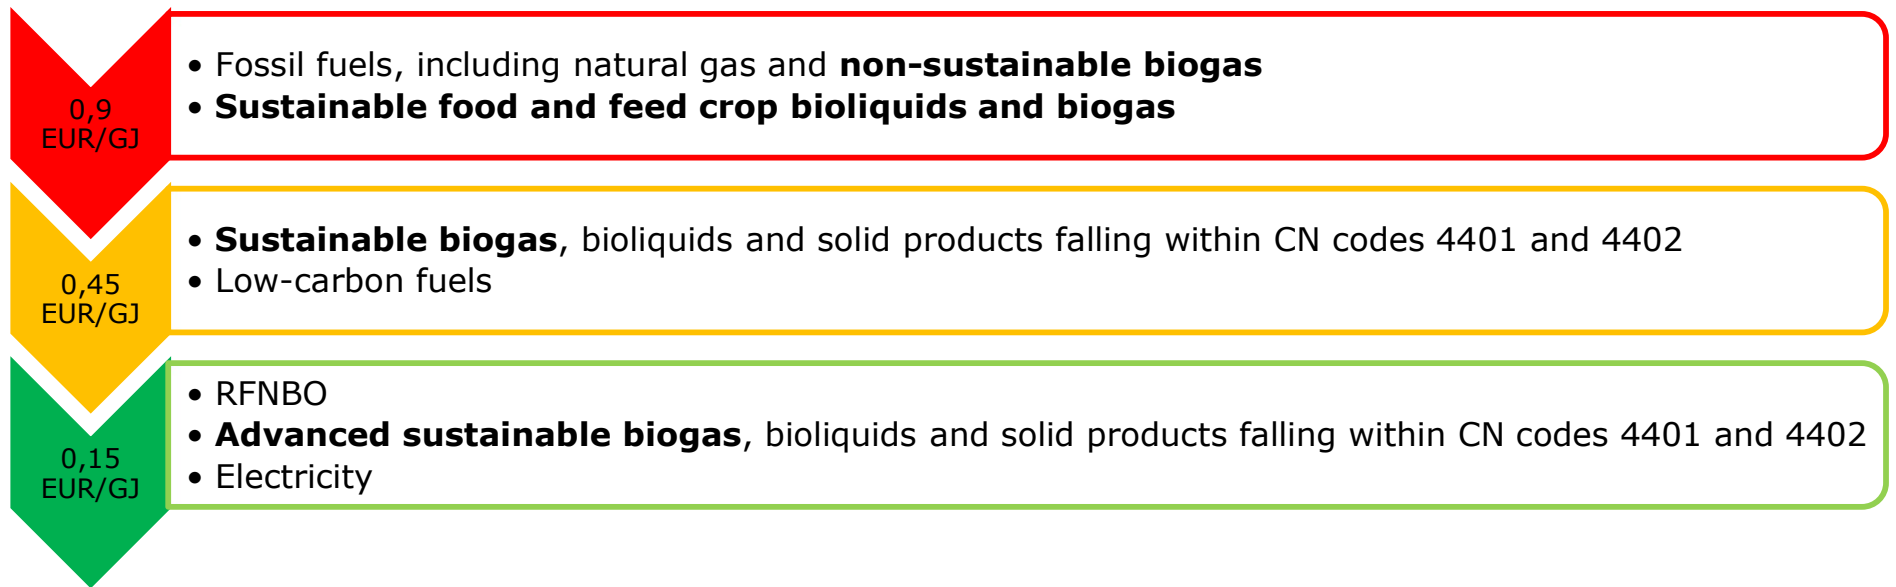 0,9
EUR/GJ
• Fossil fuels, including natural gas and non-sustainable biogas
• Sustainable food and feed crop bioliquids and biogas
0,45
EUR/GJ
• Sustainable biogas, bioliquids and solid products falling within CN codes 4401 and 4402
• Low-carbon fuels
0,15
EUR/GJ
• RFNBO
• Advanced sustainable biogas, bioliquids and solid products falling within CN codes 4401 and 4402
• Electricity